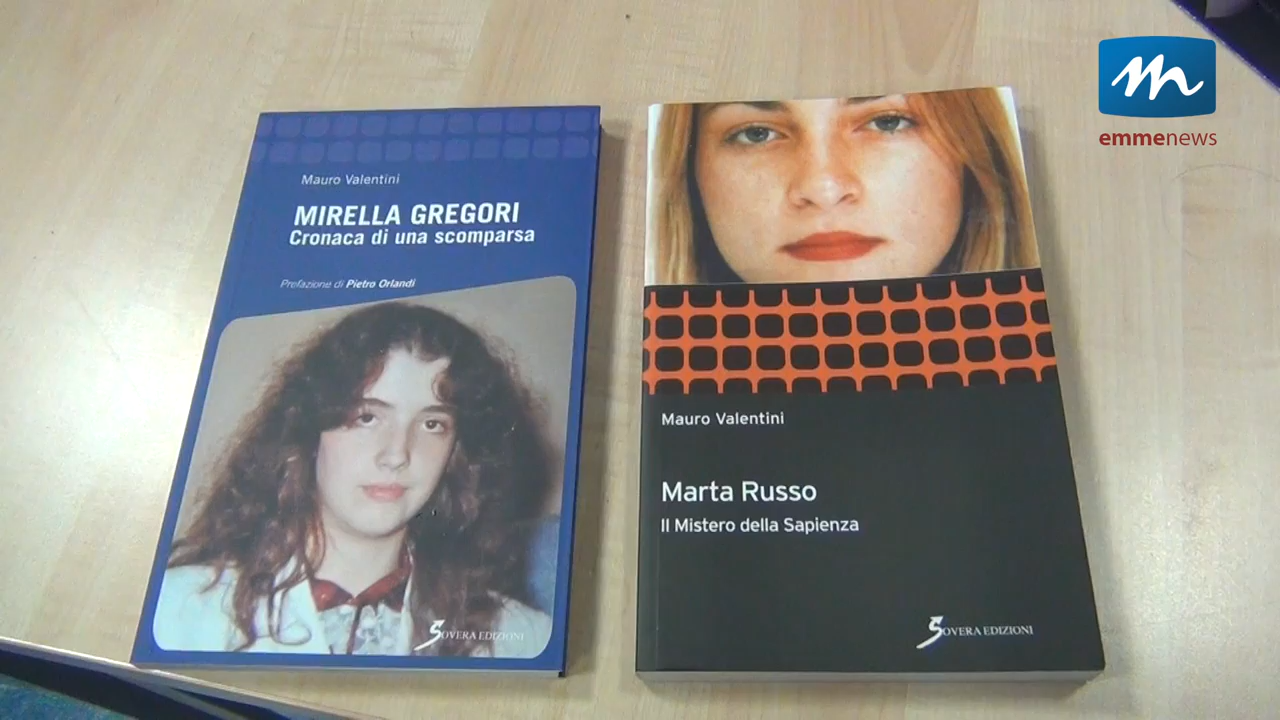 Mauro Valentini
MIRELLA GREGORI
Cronaca di una scomparsa
Prefazione di Pietro Orlandi
SOVERA EDIZIONI
Mauro Valentini
Marta Russo
Il Mistero della Sapienza
SOVERA EDIZIONI
m
emmenews